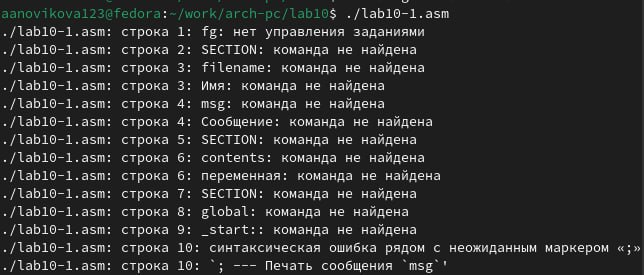 aanovikova123@fedora:~/work/arch-pc/lab10$ ./lab10-1.asm
./lab10-1.asm: строка 1: fg: нет управления заданиями
./lab10-1.asm: строка 2: SECTION: команда не найдена
./lab10-1.asm: строка 3: filename: команда не найдена
./lab10-1.asm: строка 3: Имя: команда не найдена
./lab10-1.asm: строка 4: msg: команда не найдена
./lab10-1.asm: строка 4: Сообщение: команда не найдена
./lab10-1.asm: строка 5: SECTION: команда не найдена
./lab10-1.asm: строка 6: contents: команда не найдена
./lab10-1.asm: строка 6: переменная: команда не найдена
./lab10-1.asm: строка 7: SECTION: команда не найдена
./lab10-1.asm: строка 8: global: команда не найдена
./lab10-1.asm: строка 9: _start:: команда не найдена
./lab10-1.asm: строка 10: синтаксическая ошибка рядом с неожиданным маркером «;»
./lab10-1.asm: строка 10: `; --- Печать сообщения `msg`'